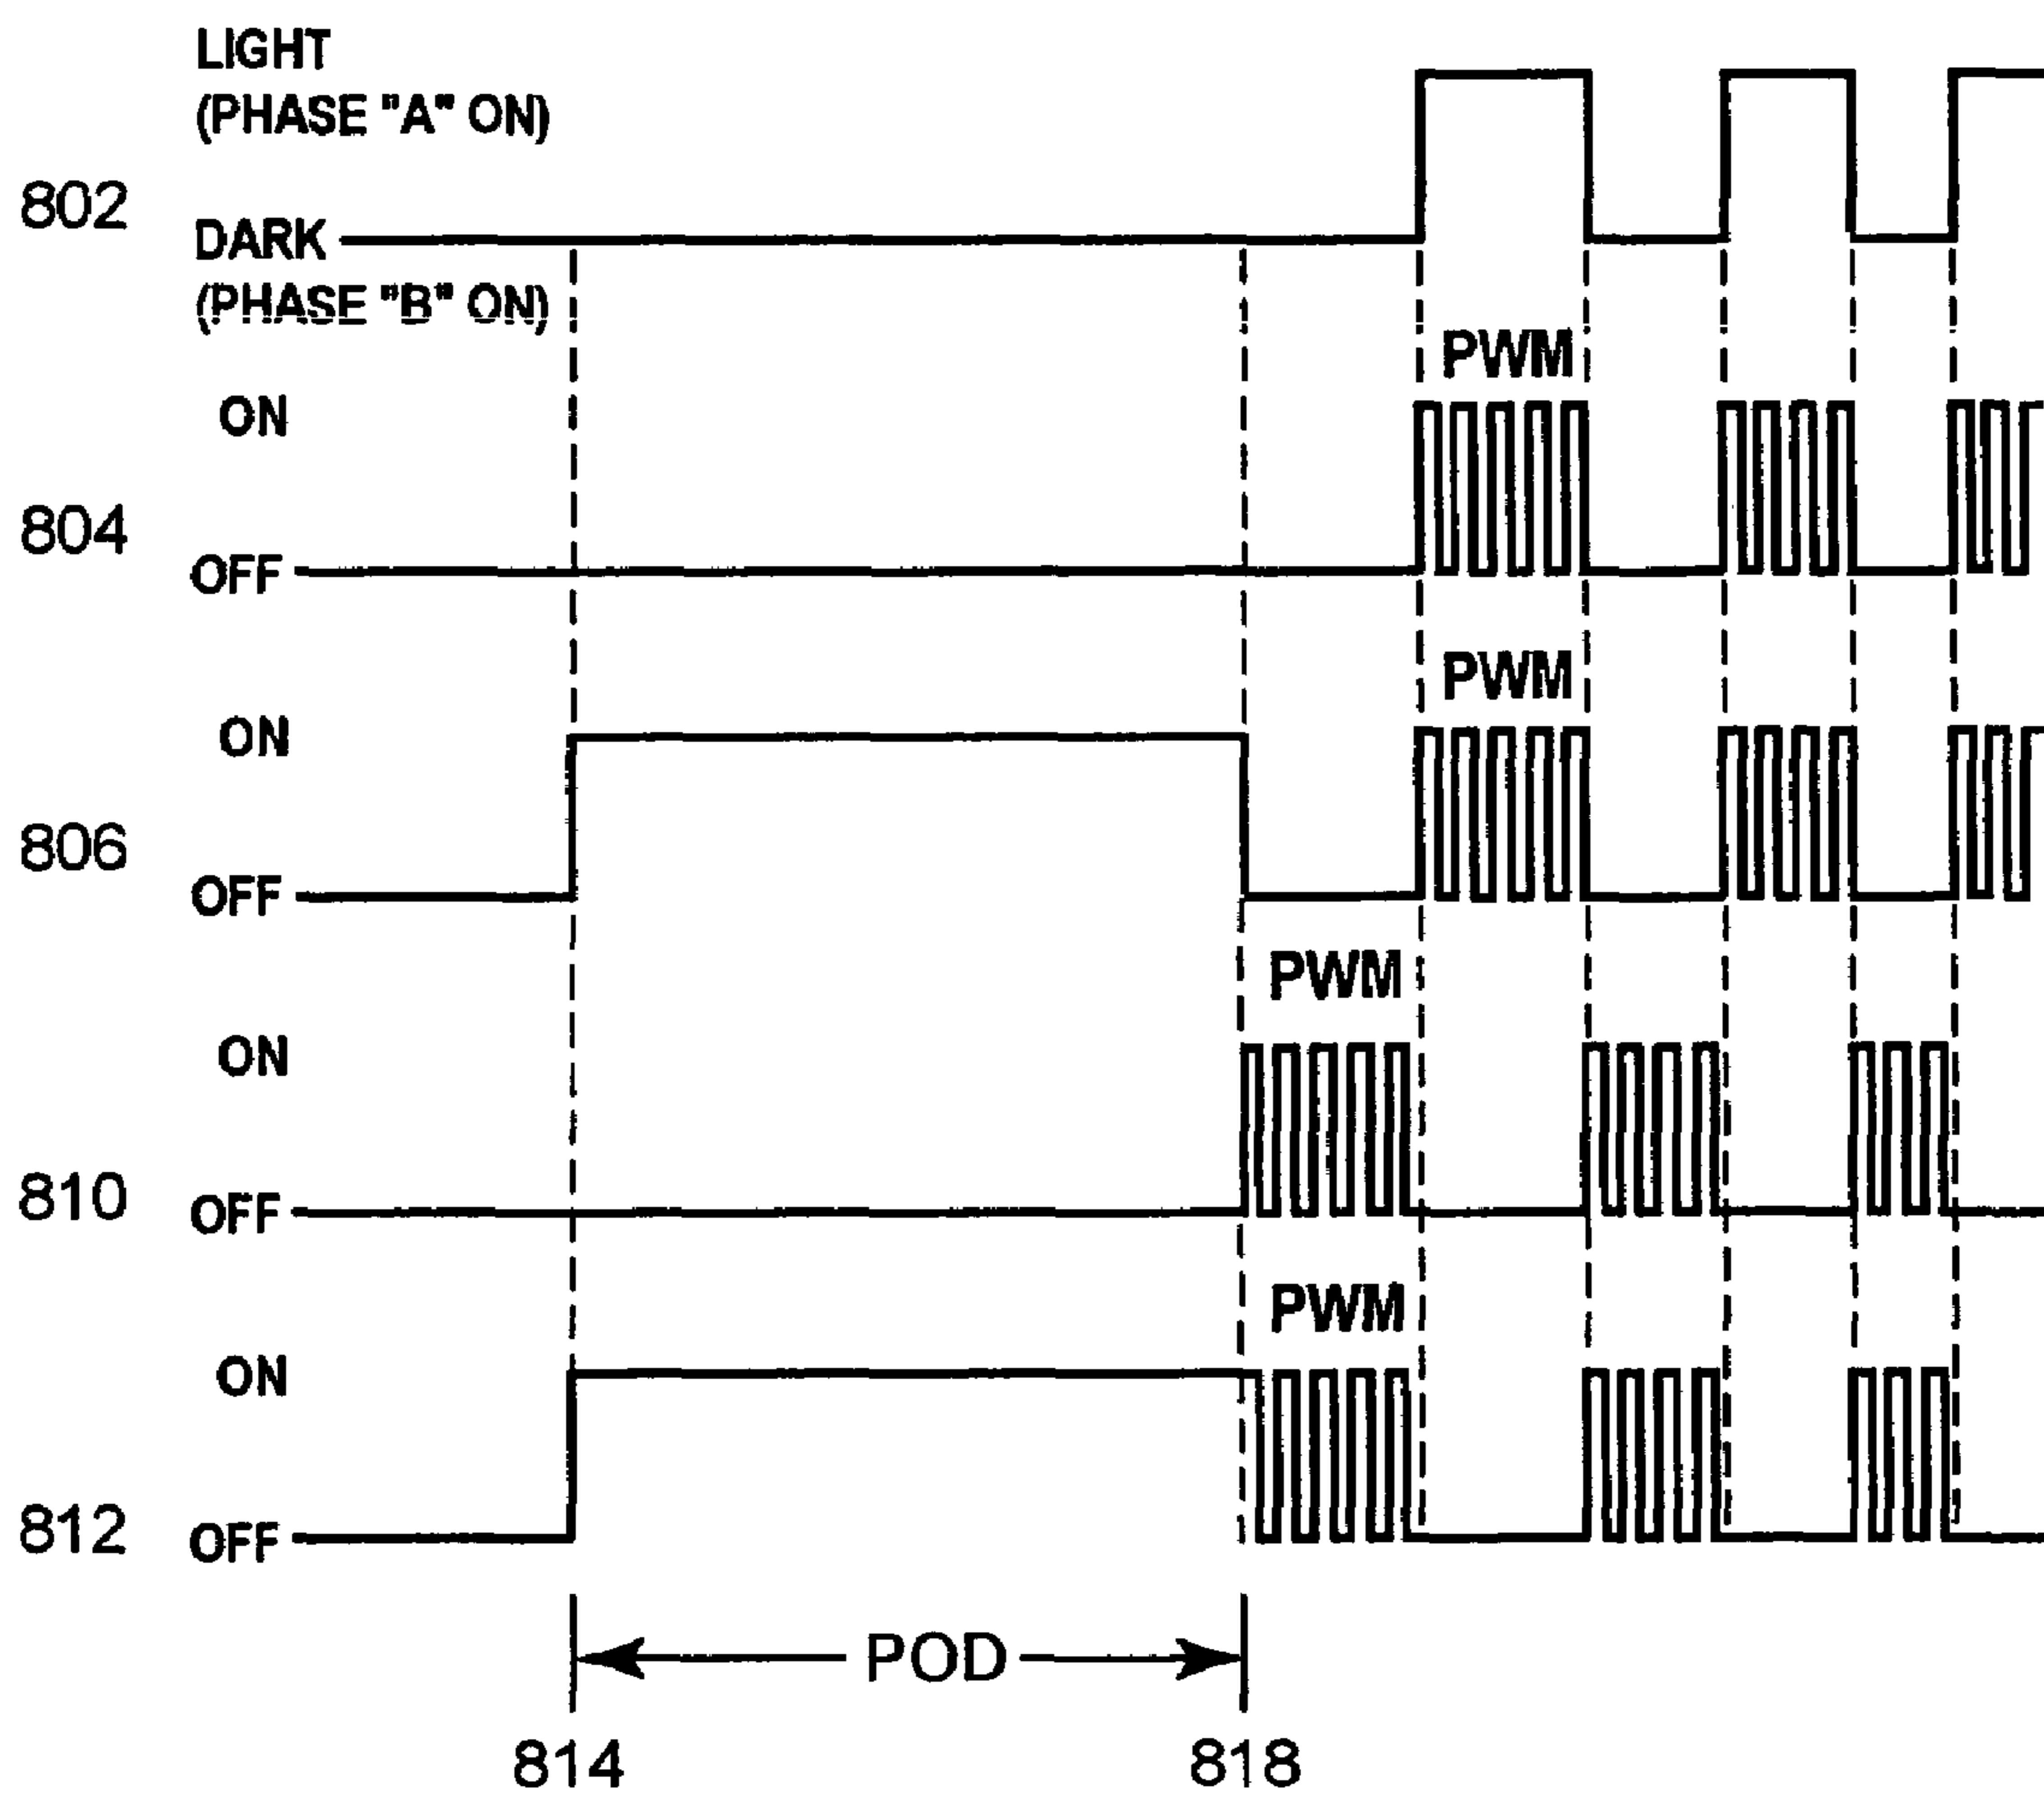 LIGHT
(PHASE "A" ON)
802
DARK
(PHASE "B" ON)
PWM
ON
804
OFF
PWM
ON
806
OFF
PWM
ON
810
OFF
PWM
ON
812
OFF
POD
814
818